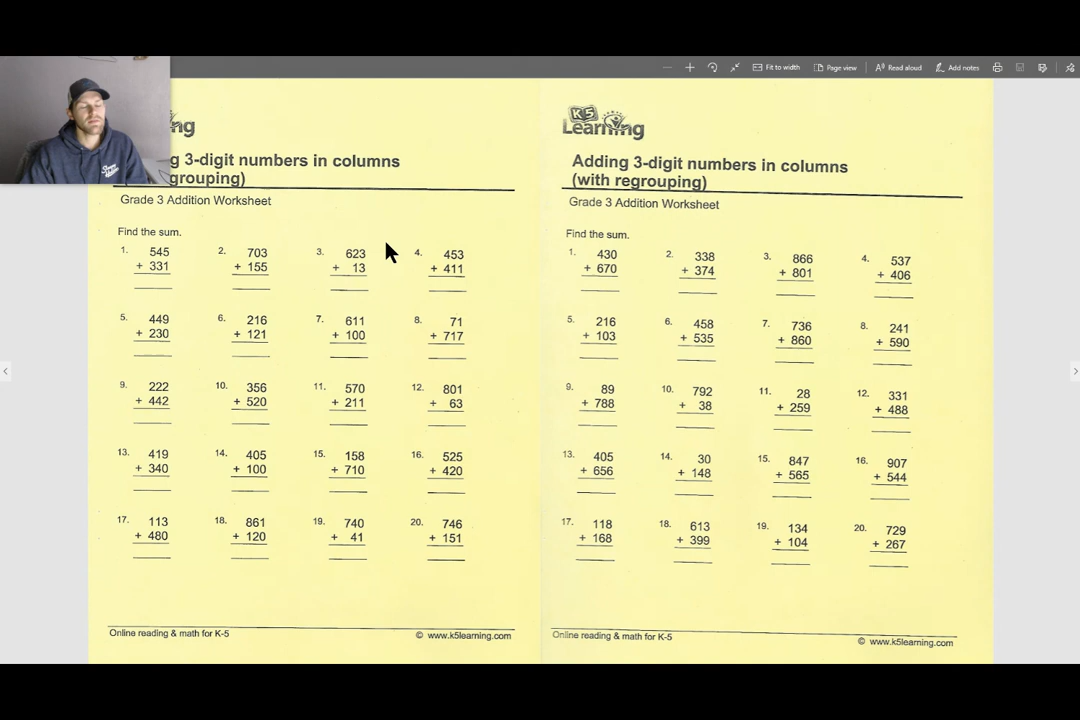 Fit to width Page view Read aloud Add notes
ng
g 3-digit numbers in columns
grouping)
Grade 3 Addition Worksheet
Find the sum.
1. 545 2. 703 3. 623 4. 453
+ 331 + 155 + 13 + 411
5. 449 6. 216 7. 611 8. 71
+ 230 + 121 + 100 + 717
9. 222 10. 356 11. 570 12. 801
+ 442 + 520 + 211 + 63
13. 419 14. 405 15. 158 16. 525
+ 340 + 100 + 710 + 420
17. 113 18. 861 19. 740 20. 746
+ 480 + 120 + 41 + 151
Online reading & math for K-5 © www.k5learning.com
K5
Learning
Adding 3-digit numbers in columns
(with regrouping)
Grade 3 Addition Worksheet
Find the sum.
1. 430 2. 338 3. 866 4. 537
+ 670 + 374 + 801 + 406
5. 216 6. 458 7. 736 8. 241
+ 103 + 535 + 860 + 590
9. 89 10. 792 11. 28 12. 331
+ 788 + 38 + 259 + 488
13. 405 14. 30 15. 847 16. 907
+ 656 + 148 + 565 + 544
17. 118 18. 613 19. 134 20. 729
+ 168 + 399 + 104 + 267
Online reading & math for K-5 © www.k5learning.com